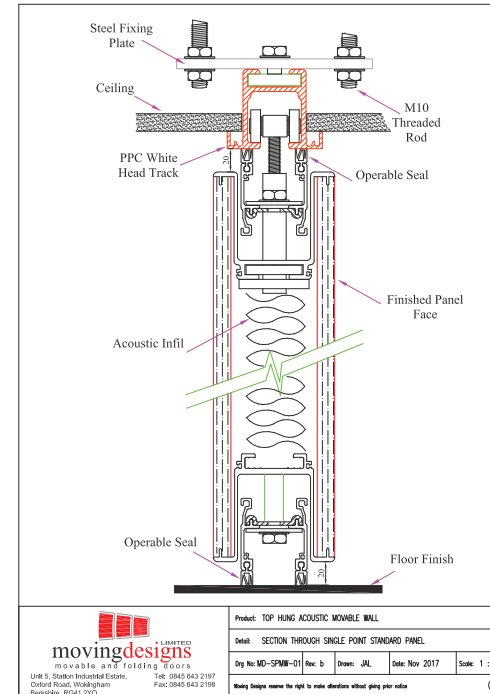 Steel Fixing
Plate
Ceiling
M10
Threaded
Rod
PPC White
Head Track
20
Operable Seal
Finished Panel
Face
Acoustic Infil
Operable Seal
Floor Finish
20
LIMITED
movingdesigns
movable and folding doors
Unit 5, Station Industrial Estate, Tel: 0845 643 2197
Oxford Road, Wokingham Fax: 0845 643 2198
Berkshire, RG41 2YQ
Product: TOP HUNG ACOUSTIC MOVABLE WALL
Detail: SECTION THROUGH SINGLE POINT STANDARD PANEL
Drg No: MD-SPMW-01 Rev: b Drawn: JAL Date: Nov 2017 Scale: 1 :
Moving Designs reserve the right to make alterations without giving prior notice